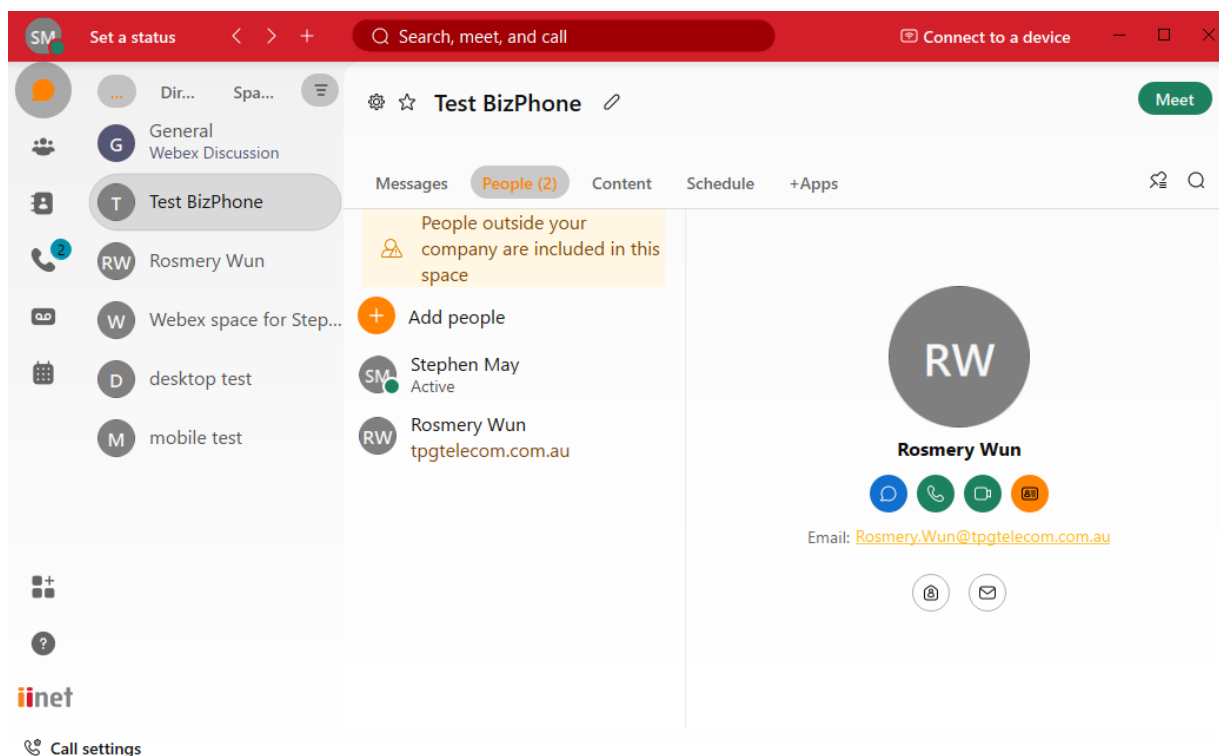 SM Set a status Search, meet, and call Connect to a device
... Dir... Spa...
G General
Webex Discussion
T Test BizPhone
2
RW Rosmery Wun
W Webex space for Step...
D desktop test
M mobile test
iinet
Call settings
Test BizPhone Meet
Messages People (2) Content Schedule +Apps
People outside your
company are included in this
space
Add people
SM Stephen May
Active
RW Rosmery Wun
tpgtelecom.com.au
RW
Rosmery Wun
Email: Rosmery.Wun@tpgtelecom.com.au